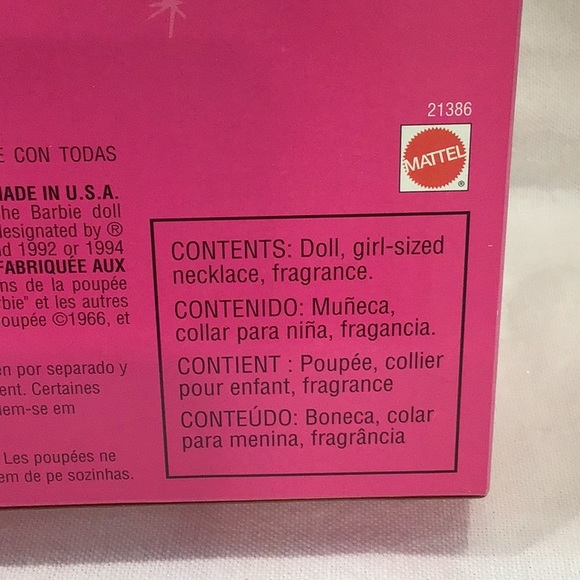 21386
MATTEL
®
E CON TODAS
MADE IN U.S.A.
he Barbie doll
designated by ®
d 1992 or 1994
FABRIQUÉE AUX
ns de la poupée
rbie" et les autres
oupée ©1966, et
en por separado y
ent. Certaines
dem-se em
Les poupées ne
em de pe sozinhas.
CONTENTS: Doll, girl-sized
necklace, fragrance.
CONTENIDO: Muñeca,
collar para niña, fragancia.
CONTIENT : Poupée, collier
pour enfant, fragrance
CONTEÚDO: Boneca, colar
para menina, fragrância